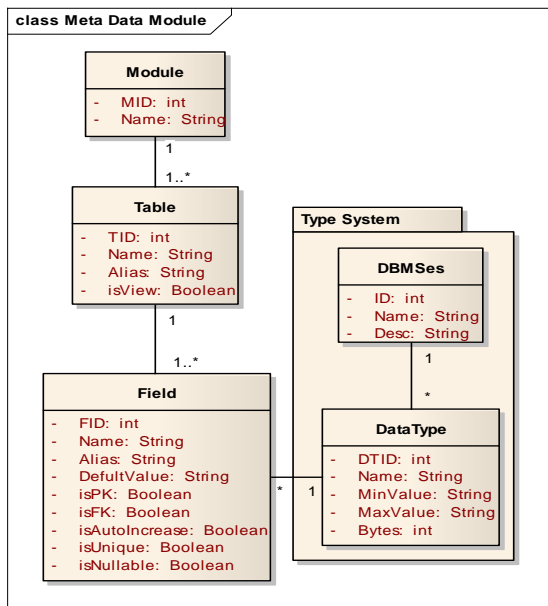 class Meta Data Module
Module
- MID: int
- Name: String
1
1..*
Table
- TID: int
- Name: String
- Alias: String
- isView: Boolean
1
1..*
Field
- FID: int
- Name: String
- Alias: String
- DefultValue: String
- isPK: Boolean
- isFK: Boolean
- isAutoIncrease: Boolean
- isUnique: Boolean
- isNullable: Boolean
* 1
Type System
DBMSes
- ID: int
- Name: String
- Desc: String
1
*
DataType
- DTID: int
- Name: String
- MinValue: String
- MaxValue: String
- Bytes: int